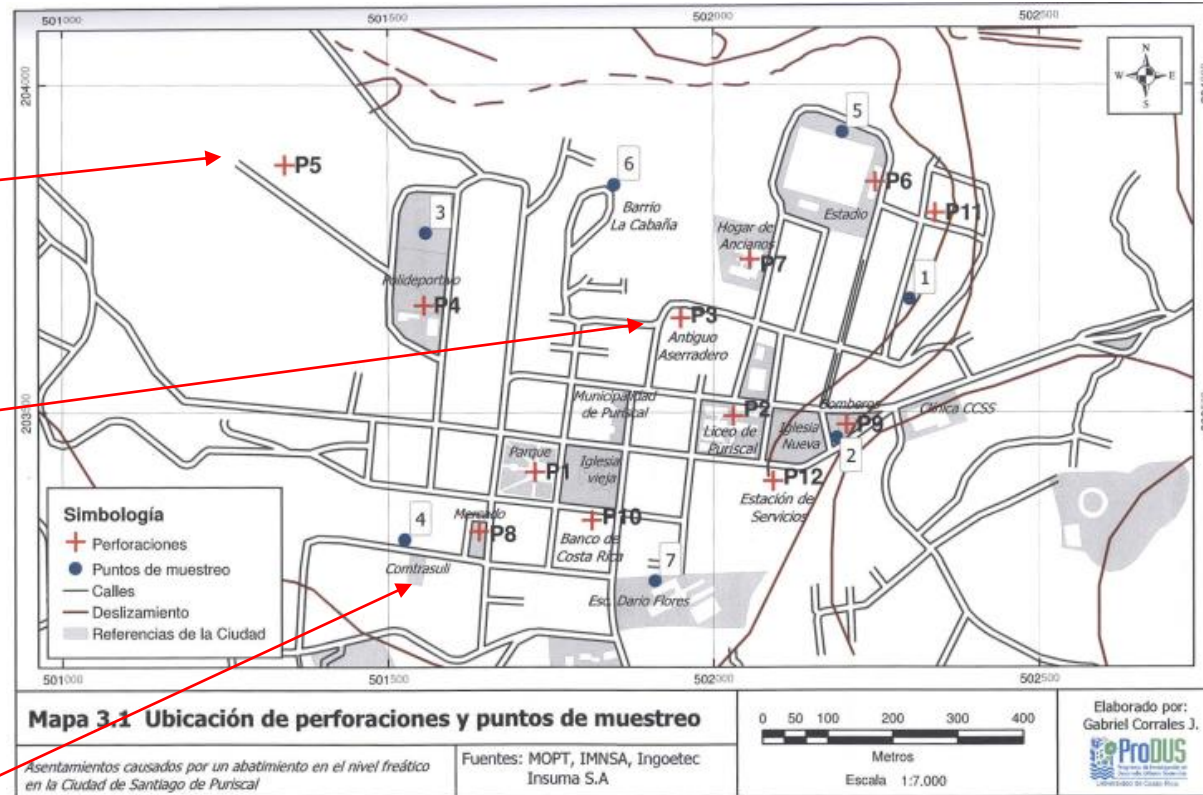 501000
501500
502000
502500
204000
N
W
E
S
5
P5
6
P6
3
Barrio
La Cabaña
Estadio
P11
Hogar de
Ancianos
P7
1
Polideportivo
P4
P3
Antiguo
Aserradero
203500
Municipalidad
de Puriscal
P2
Liceo de
Puriscal
Iglesia
Nueva
Bomberos
P9
Clínica CCSS
2
Parque
P1
Iglesia
vieja
P12
Estación de
Servicios
4
Mercado
P8
P10
Banco de
Costa Rica
Comtrasuli
7
Esc. Darío Flores
Simbología
Perforaciones
Puntos de muestreo
Calles
Deslizamiento
Referencias de la Ciudad
501000
501500
502000
502500
Mapa 3.1 Ubicación de perforaciones y puntos de muestreo
Asentamientos causados por un abatimiento en el nivel freático
en la Ciudad de Santiago de Puriscal
Fuentes: MOPT, IMNSA, Ingoetec
Insuma S.A
0 50 100 200 300 400
Metros
Escala 1:7.000
Elaborado por:
Gabriel Corrales J.
ProDUS